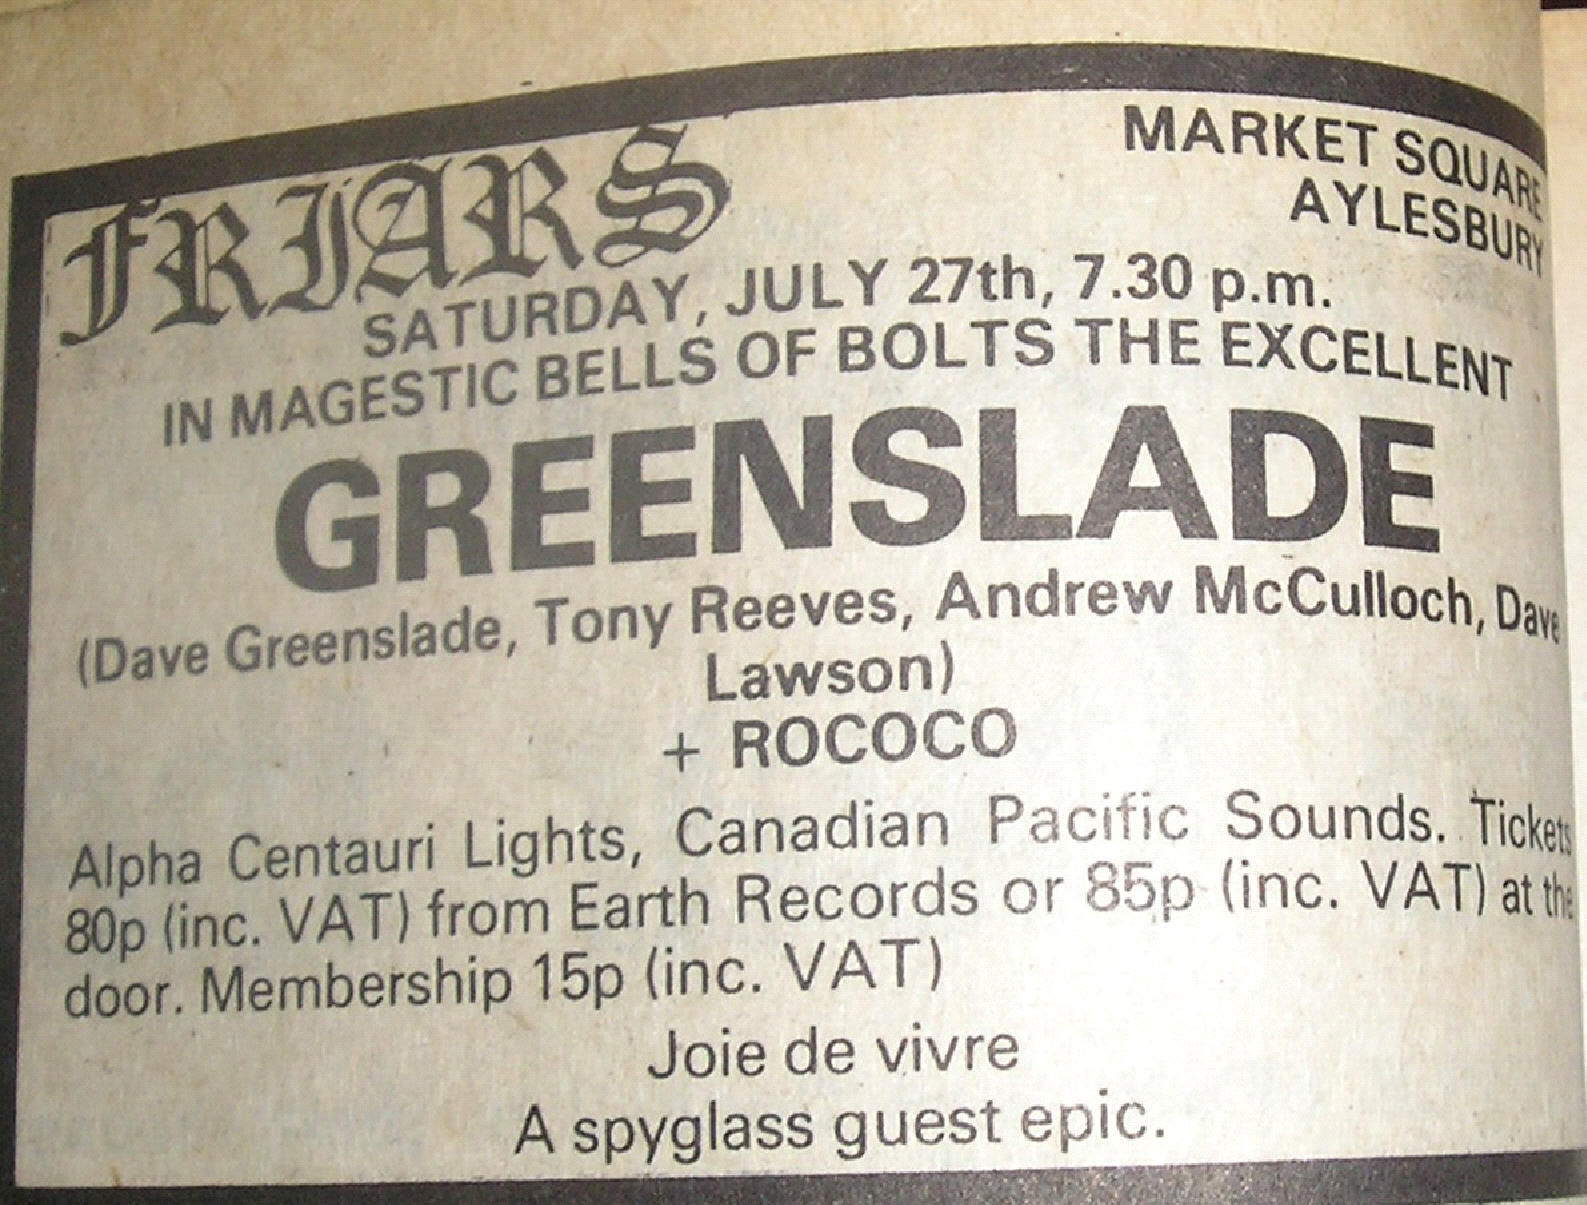 FRIARS
MARKET SQUARE
AYLESBURY
SATURDAY, JULY 27th, 7.30 p.m.
IN MAGESTIC BELLS OF BOLTS THE EXCELLENT
GREENSLADE
(Dave Greenslade, Tony Reeves, Andrew McCulloch, Dave
Lawson)
+ ROCOCO
Alpha Centauri Lights, Canadian Pacific Sounds. Tickets
80p (inc. VAT) from Earth Records or 85p (inc. VAT) at the
door. Membership 15p (inc. VAT)
Joie de vivre
A spyglass guest epic.